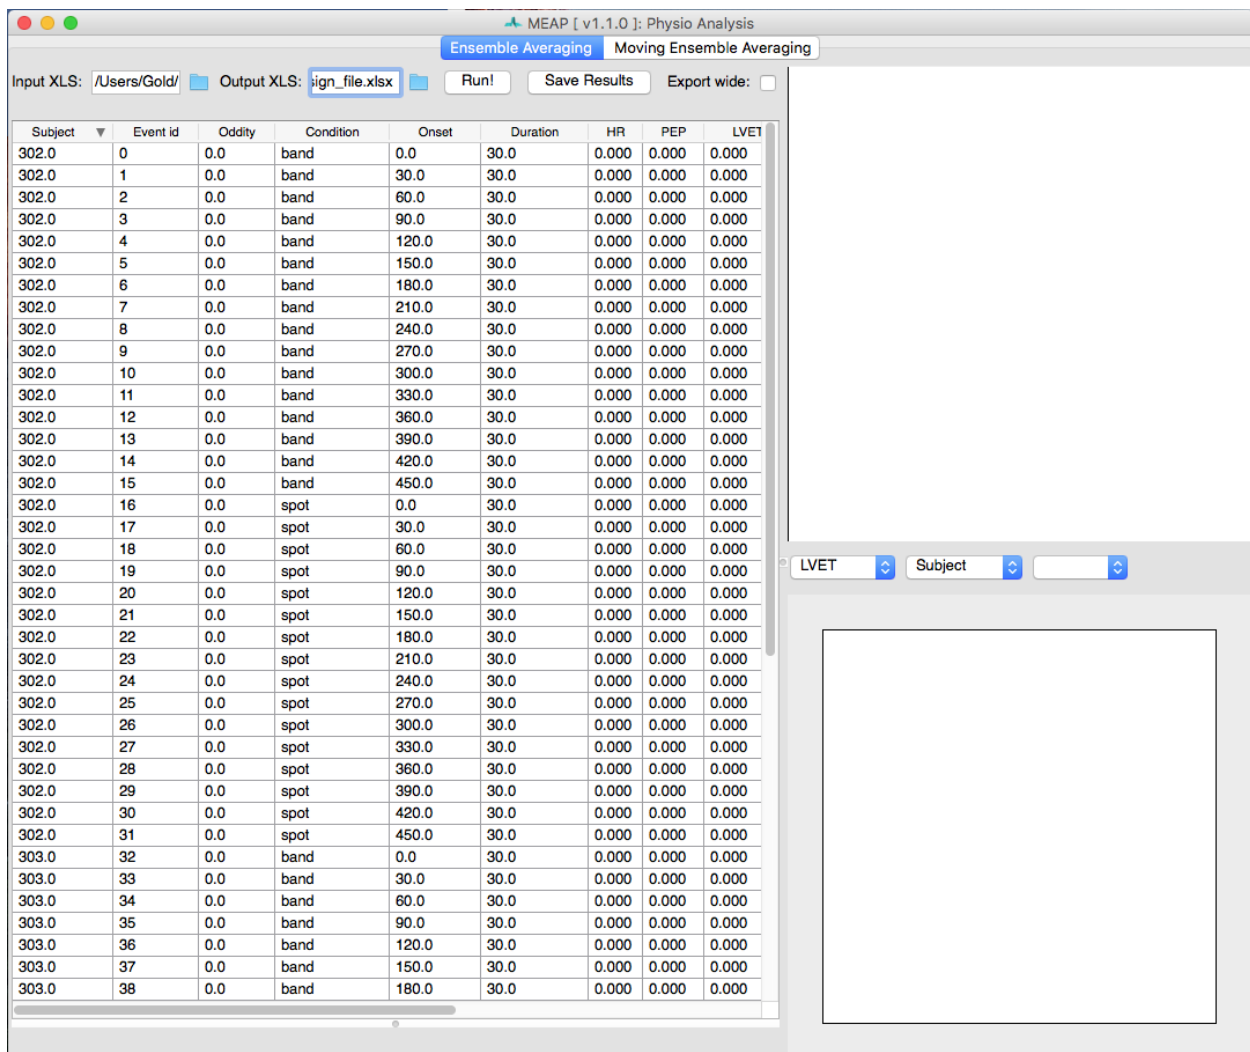 MEAP [ v1.1.0 ]: Physio Analysis
Ensemble Averaging Moving Ensemble Averaging
Input XLS: /Users/Gold/ Output XLS: sign_file.xlsx Run! Save Results Export wide:
Subject Event id Oddity Condition Onset Duration HR PEP LVET
302.0 0 0.0 band 0.0 30.0 0.000 0.000 0.000
302.0 1 0.0 band 30.0 30.0 0.000 0.000 0.000
302.0 2 0.0 band 60.0 30.0 0.000 0.000 0.000
302.0 3 0.0 band 90.0 30.0 0.000 0.000 0.000
302.0 4 0.0 band 120.0 30.0 0.000 0.000 0.000
302.0 5 0.0 band 150.0 30.0 0.000 0.000 0.000
302.0 6 0.0 band 180.0 30.0 0.000 0.000 0.000
302.0 7 0.0 band 210.0 30.0 0.000 0.000 0.000
302.0 8 0.0 band 240.0 30.0 0.000 0.000 0.000
302.0 9 0.0 band 270.0 30.0 0.000 0.000 0.000
302.0 10 0.0 band 300.0 30.0 0.000 0.000 0.000
302.0 11 0.0 band 330.0 30.0 0.000 0.000 0.000
302.0 12 0.0 band 360.0 30.0 0.000 0.000 0.000
302.0 13 0.0 band 390.0 30.0 0.000 0.000 0.000
302.0 14 0.0 band 420.0 30.0 0.000 0.000 0.000
302.0 15 0.0 band 450.0 30.0 0.000 0.000 0.000
302.0 16 0.0 spot 0.0 30.0 0.000 0.000 0.000
302.0 17 0.0 spot 30.0 30.0 0.000 0.000 0.000
302.0 18 0.0 spot 60.0 30.0 0.000 0.000 0.000
302.0 19 0.0 spot 90.0 30.0 0.000 0.000 0.000
302.0 20 0.0 spot 120.0 30.0 0.000 0.000 0.000
302.0 21 0.0 spot 150.0 30.0 0.000 0.000 0.000
302.0 22 0.0 spot 180.0 30.0 0.000 0.000 0.000
302.0 23 0.0 spot 210.0 30.0 0.000 0.000 0.000
302.0 24 0.0 spot 240.0 30.0 0.000 0.000 0.000
302.0 25 0.0 spot 270.0 30.0 0.000 0.000 0.000
302.0 26 0.0 spot 300.0 30.0 0.000 0.000 0.000
302.0 27 0.0 spot 330.0 30.0 0.000 0.000 0.000
302.0 28 0.0 spot 360.0 30.0 0.000 0.000 0.000
302.0 29 0.0 spot 390.0 30.0 0.000 0.000 0.000
302.0 30 0.0 spot 420.0 30.0 0.000 0.000 0.000
302.0 31 0.0 spot 450.0 30.0 0.000 0.000 0.000
303.0 32 0.0 band 0.0 30.0 0.000 0.000 0.000
303.0 33 0.0 band 30.0 30.0 0.000 0.000 0.000
303.0 34 0.0 band 60.0 30.0 0.000 0.000 0.000
303.0 35 0.0 band 90.0 30.0 0.000 0.000 0.000
303.0 36 0.0 band 120.0 30.0 0.000 0.000 0.000
303.0 37 0.0 band 150.0 30.0 0.000 0.000 0.000
303.0 38 0.0 band 180.0 30.0 0.000 0.000 0.000
LVET Subject